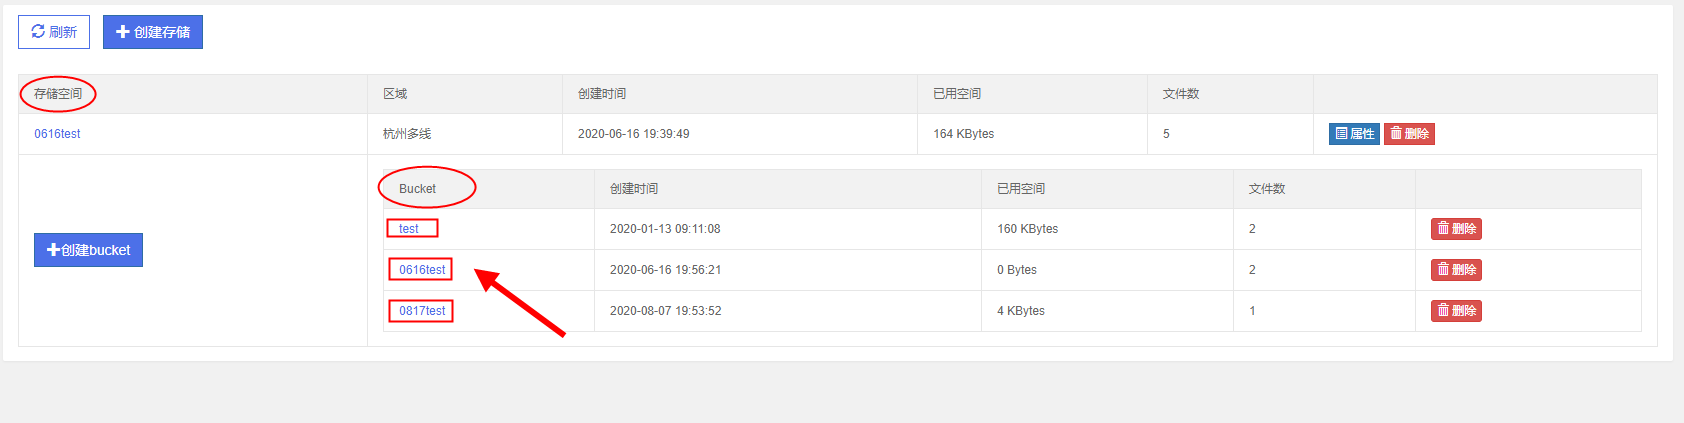 刷新 创建存储
存储空间 区域 创建时间 已用空间 文件数
0616test 杭州多线 2020-06-16 19:39:49 164 KBytes 5 属性 删除
Bucket 创建时间 已用空间 文件数
test 2020-01-13 09:11:08 160 KBytes 2 删除
创建bucket
0616test 2020-06-16 19:56:21 0 Bytes 2 删除
0817test 2020-08-07 19:53:52 4 KBytes 1 删除